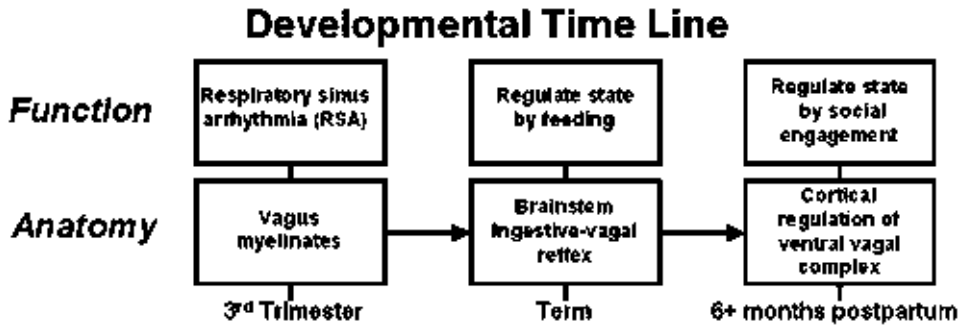 Developmental Time Line
Function
Respiratory sinus
arrhythmia (RSA)
Regulate state
by feeding
Regulate state
by social
engagement
Anatomy
Vagus
myelinates
Brainstem
ingestive-vagal
reflex
Cortical
regulation of
ventral vagal
complex
3rd Trimester
Term
6+ months postpartum